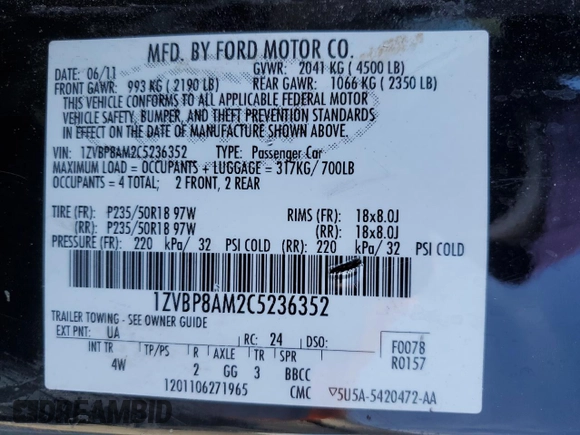 MFD. BY FORD MOTOR CO.
DATE: 06/11 GVWR: 2041 KG ( 4500 LB)
FRONT GAWR: 993 KG ( 2190 LB) REAR GAWR: 1066 KG ( 2350 LB)
THIS VEHICLE CONFORMS TO ALL APPLICABLE FEDERAL MOTOR
VEHICLE SAFETY, BUMPER, AND THEFT PREVENTION STANDARDS
IN EFFECT ON THE DATE OF MANUFACTURE SHOWN ABOVE.
VIN: 1ZVBP8AM2C5236352 TYPE: Passenger Car
MAXIMUM LOAD = OCCUPANTS + LUGGAGE = 317KG/700LB
OCCUPANTS = 4 TOTAL; 2 FRONT, 2 REAR
TIRE (FR): P235/50R18 97W RIMS (FR): 18x8.0J
(RR): P235/50R18 97W (RR): 18x8.0J
PRESSURE (FR): 220 kPa/ 32 PSI COLD (RR): 220 kPa/ 32 PSI COLD
1ZVBP8AM2C5236352
TRAILER TOWING - SEE OWNER GUIDE
EXT PNT: UA RC: 24 DSO: F0078
INT TR TP/PS R AXLE TR SPR R0157
4W 2 GG 3 BBCC
1201106271965 CMC ▽5U5A-5420472-AA
DREAMBID